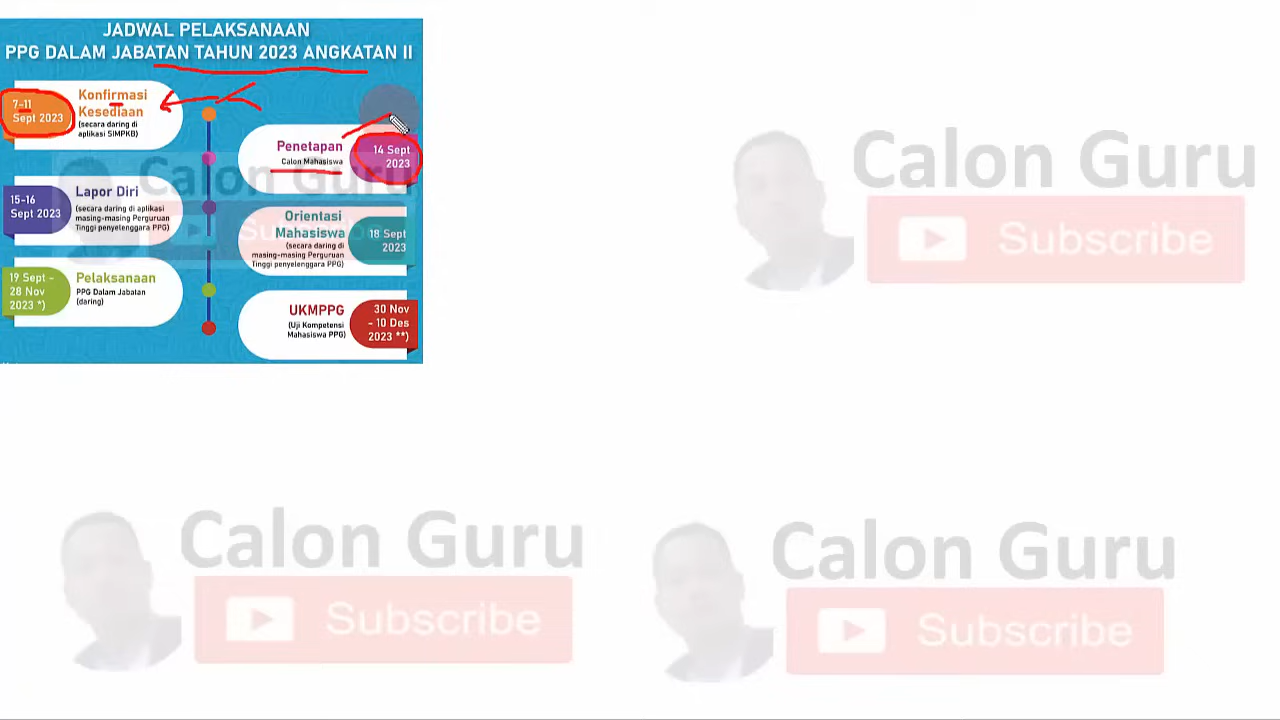 JADWAL PELAKSANAAN
PPG DALAM JABATAN TAHUN 2023 ANGKATAN II
7-11
Sept 2023
Konfirmasi
Kesediaan
(secara daring di
aplikasi SIMPKB)
Penetapan
Calon Mahasiswa
14 Sept
2023
15-16
Sept 2023
Lapor Diri
(secara daring di aplikasi
masing-masing Perguruan
Tinggi penyelenggara PPG)
Orientasi
Mahasiswa
(secara daring di
masing-masing Perguruan
Tinggi penyelenggara PPG)
18 Sept
2023
19 Sept –
28 Nov
2023 *)
Pelaksanaan
PPG Dalam Jabatan
(daring)
UKMPPG
(Uji Kompetensi
Mahasiswa PPG)
30 Nov
- 10 Des
2023 **)
Calon Guru
Calon Guru
Subscribe
Calon Guru
Subscribe
Calon Guru
Subscribe